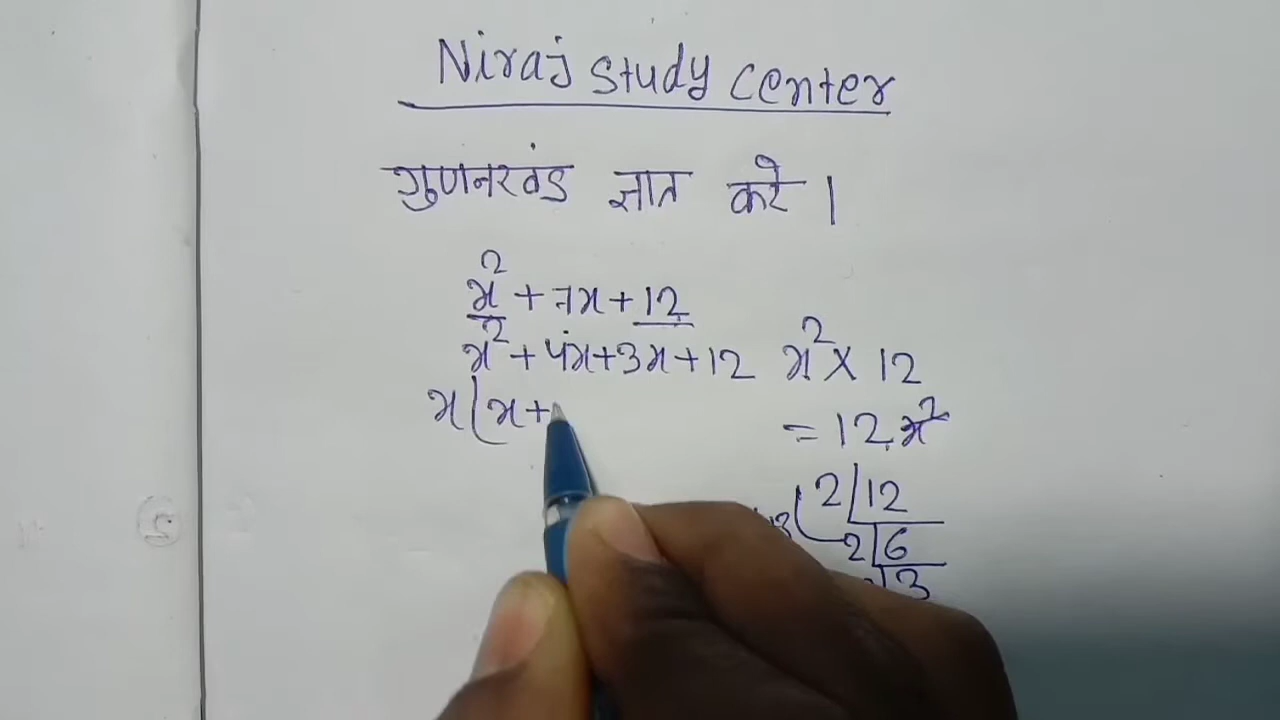 Niraj Study Center
गुणनखंड ज्ञात करे ।
x² + 7x + 12
x² + 4x + 3x + 12
x(x+
x² × 12
= 12x²
2 | 12
2 | 6
3